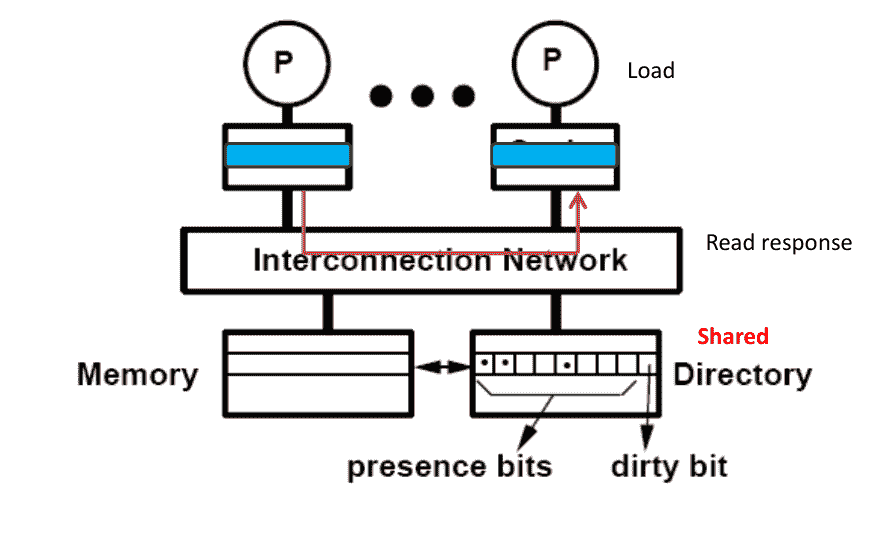 P
P
Load
Interconnection Network
Read response
Shared
Memory
Directory
presence bits
dirty bit